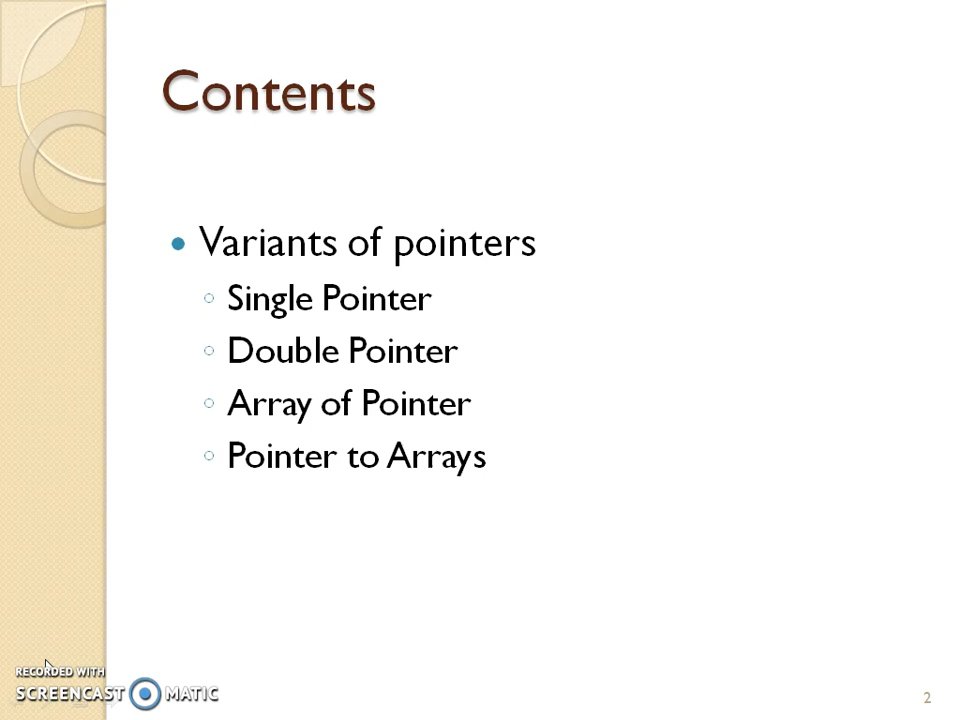 Contents
Variants of pointers
Single Pointer
Double Pointer
Array of Pointer
Pointer to Arrays
RECORDED WITH
SCREENCAST MATIC
2